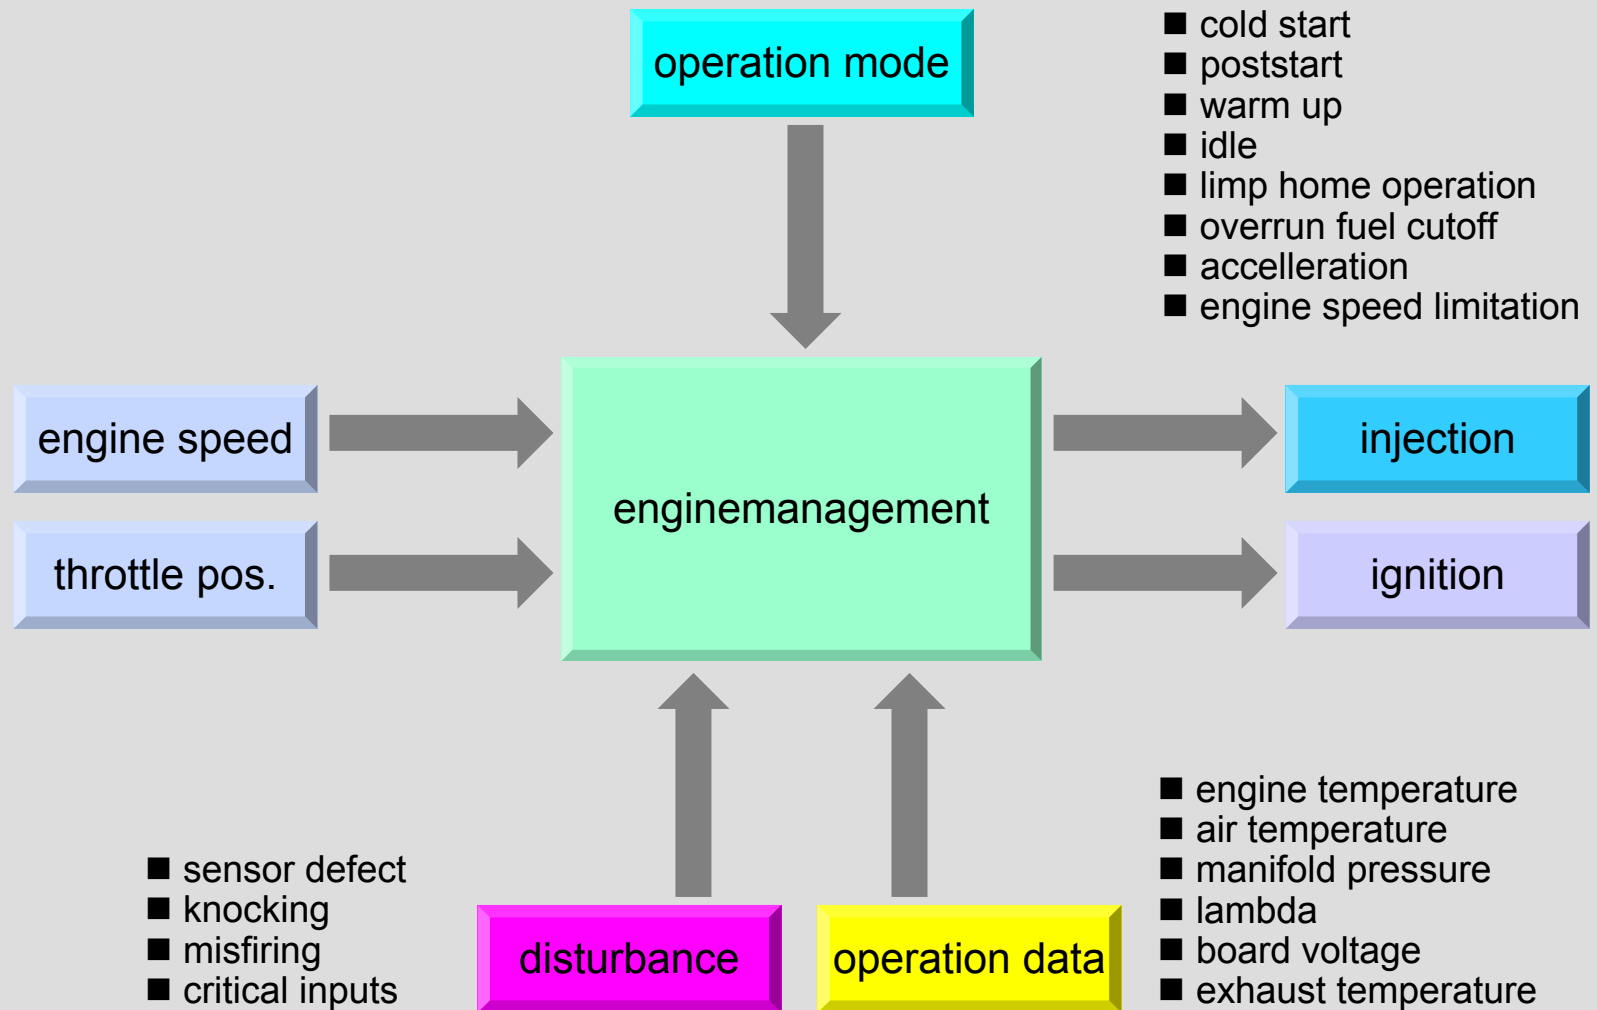 operation mode
■ cold start
■ poststart
■ warm up
■ idle
■ limp home operation
■ overrun fuel cutoff
■ accelleration
■ engine speed limitation
engine speed
throttle pos.
enginemanagement
injection
ignition
■ sensor defect
■ knocking
■ misfiring
■ critical inputs
disturbance
operation data
■ engine temperature
■ air temperature
■ manifold pressure
■ lambda
■ board voltage
■ exhaust temperature